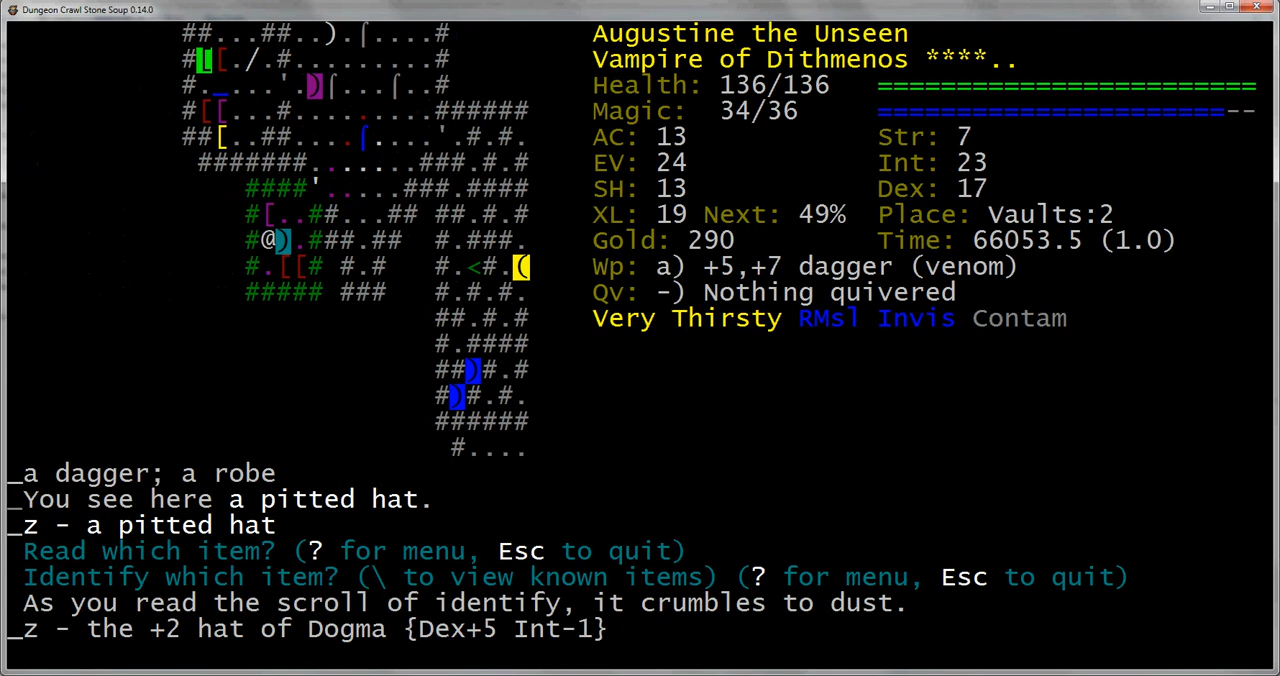 Dungeon Crawl Stone Soup 0.14.0
##...##..).⌠....#
#[[./.#.........#
#._....')⌠...⌠..#
#[[...#.........######
##[..##....⌠....'.#.#.
#######.......###.#.#.
####'.....###.####
#[..##...## ##.#.#
#@).###.## #.###.
#.[[# #.# #.<#.(
##### ### #.#.#.
##.#.#
#.####
##)#.#
#)#.#.
######
#....
Augustine the Unseen
Vampire of Dithmenos ****..
Health: 136/136 ========================
Magic: 34/36 ======================--
AC: 13 Str: 7
EV: 24 Int: 23
SH: 13 Dex: 17
XL: 19 Next: 49% Place: Vaults:2
Gold: 290 Time: 66053.5 (1.0)
Wp: a) +5,+7 dagger (venom)
Qv: -) Nothing quivered
Very Thirsty RMsl Invis Contam
_a dagger; a robe
_You see here a pitted hat.
_z - a pitted hat
Read which item? (? for menu, Esc to quit)
Identify which item? (\ to view known items) (? for menu, Esc to quit)
As you read the scroll of identify, it crumbles to dust.
_z - the +2 hat of Dogma {Dex+5 Int-1}